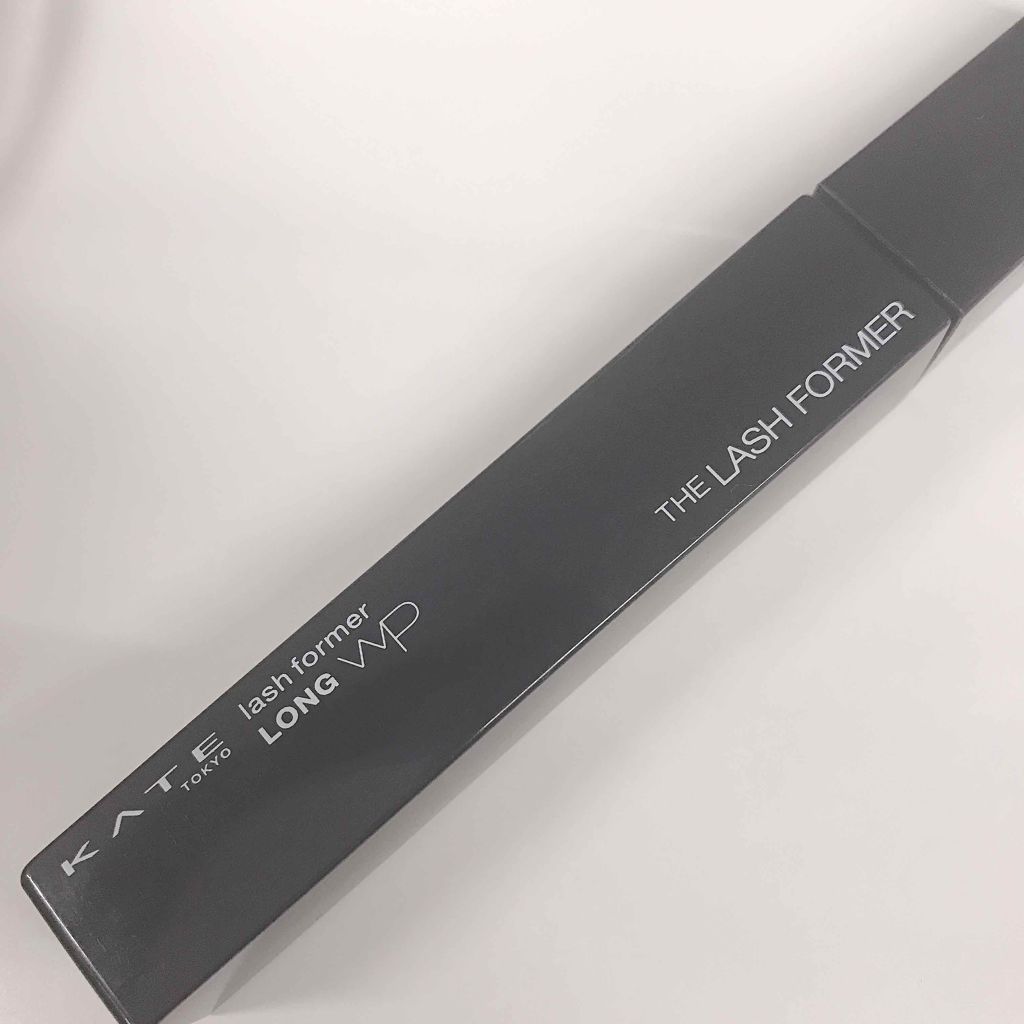 KATE
TOKYO
lash former
LONG WP
THE LASH FORMER